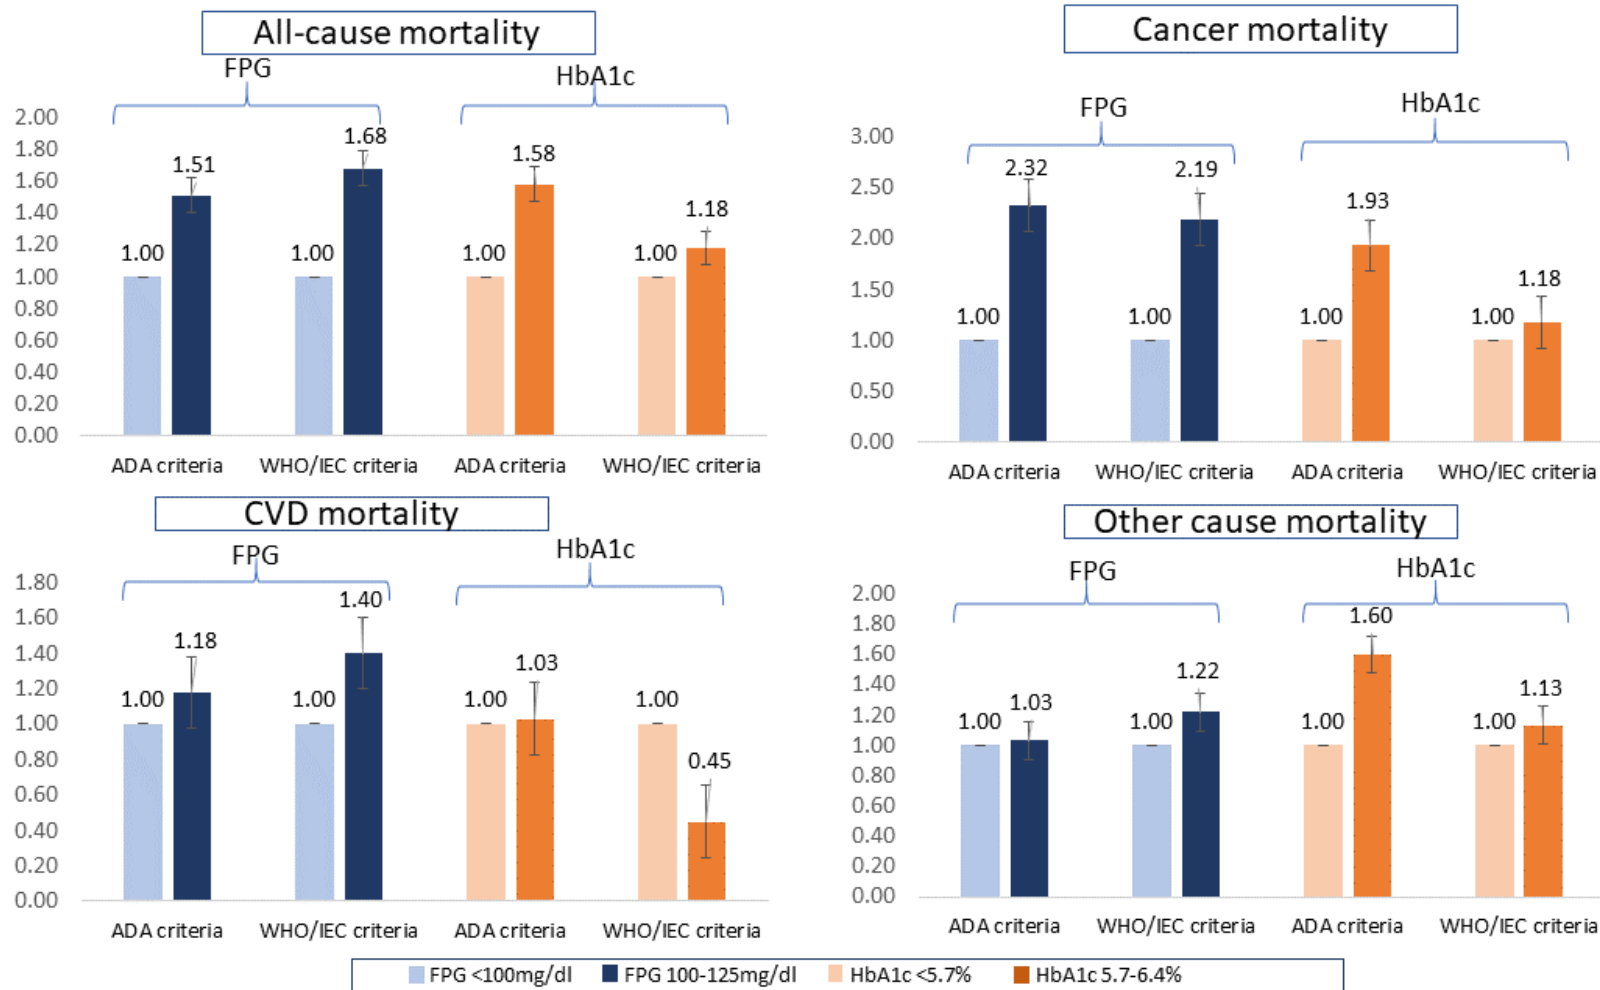 All-cause mortality
FPG
HbA1c
2.00
1.80
1.60
1.40
1.20
1.00
0.80
0.60
0.40
0.20
0.00
1.00
1.51
1.00
1.68
1.00
1.58
1.00
1.18
ADA criteria
WHO/IEC criteria
ADA criteria
WHO/IEC criteria
Cancer mortality
FPG
HbA1c
3.00
2.50
2.00
1.50
1.00
0.50
0.00
1.00
2.32
1.00
2.19
1.00
1.93
1.00
1.18
ADA criteria
WHO/IEC criteria
ADA criteria
WHO/IEC criteria
CVD mortality
FPG
HbA1c
1.80
1.60
1.40
1.20
1.00
0.80
0.60
0.40
0.20
0.00
1.00
1.18
1.00
1.40
1.00
1.03
1.00
0.45
ADA criteria
WHO/IEC criteria
ADA criteria
WHO/IEC criteria
Other cause mortality
FPG
HbA1c
2.00
1.80
1.60
1.40
1.20
1.00
0.80
0.60
0.40
0.20
0.00
1.00
1.03
1.00
1.22
1.00
1.60
1.00
1.13
ADA criteria
WHO/IEC criteria
ADA criteria
WHO/IEC criteria
FPG <100mg/dl
FPG 100-125mg/dl
HbA1c <5.7%
HbA1c 5.7-6.4%